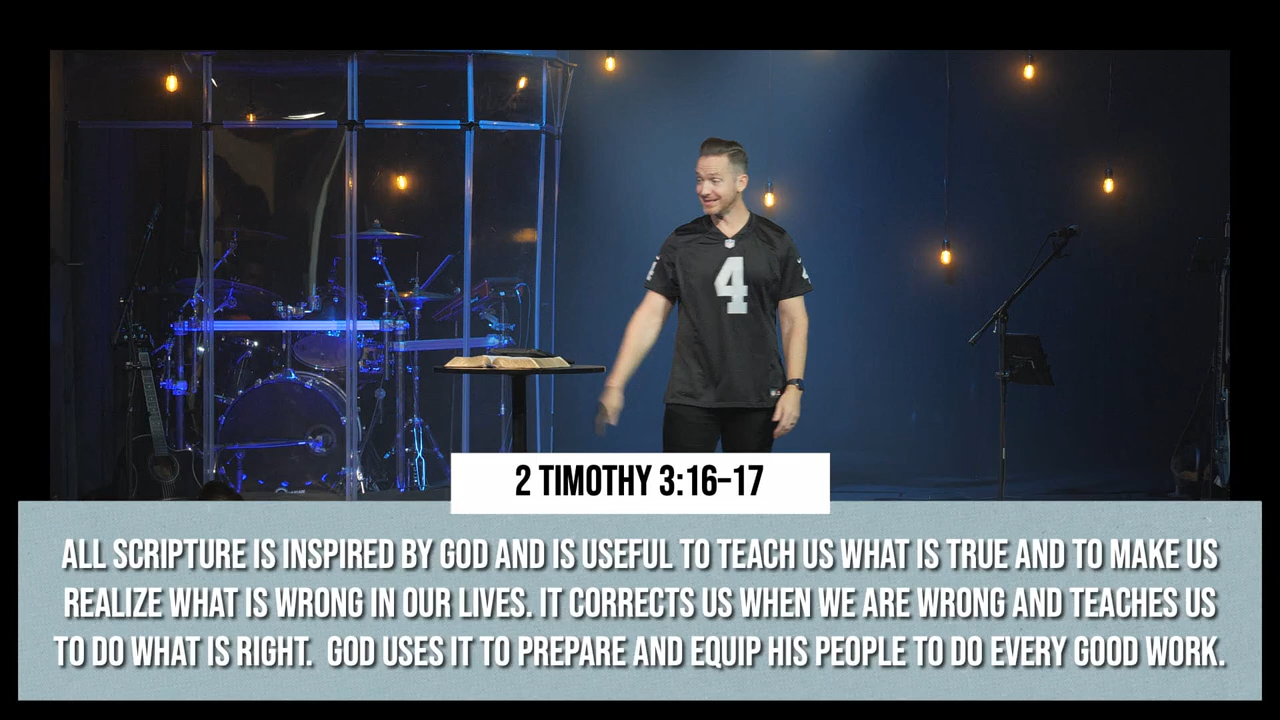 4
2 TIMOTHY 3:16-17
ALL SCRIPTURE IS INSPIRED BY GOD AND IS USEFUL TO TEACH US WHAT IS TRUE AND TO MAKE US
REALIZE WHAT IS WRONG IN OUR LIVES. IT CORRECTS US WHEN WE ARE WRONG AND TEACHES US
TO DO WHAT IS RIGHT. GOD USES IT TO PREPARE AND EQUIP HIS PEOPLE TO DO EVERY GOOD WORK.